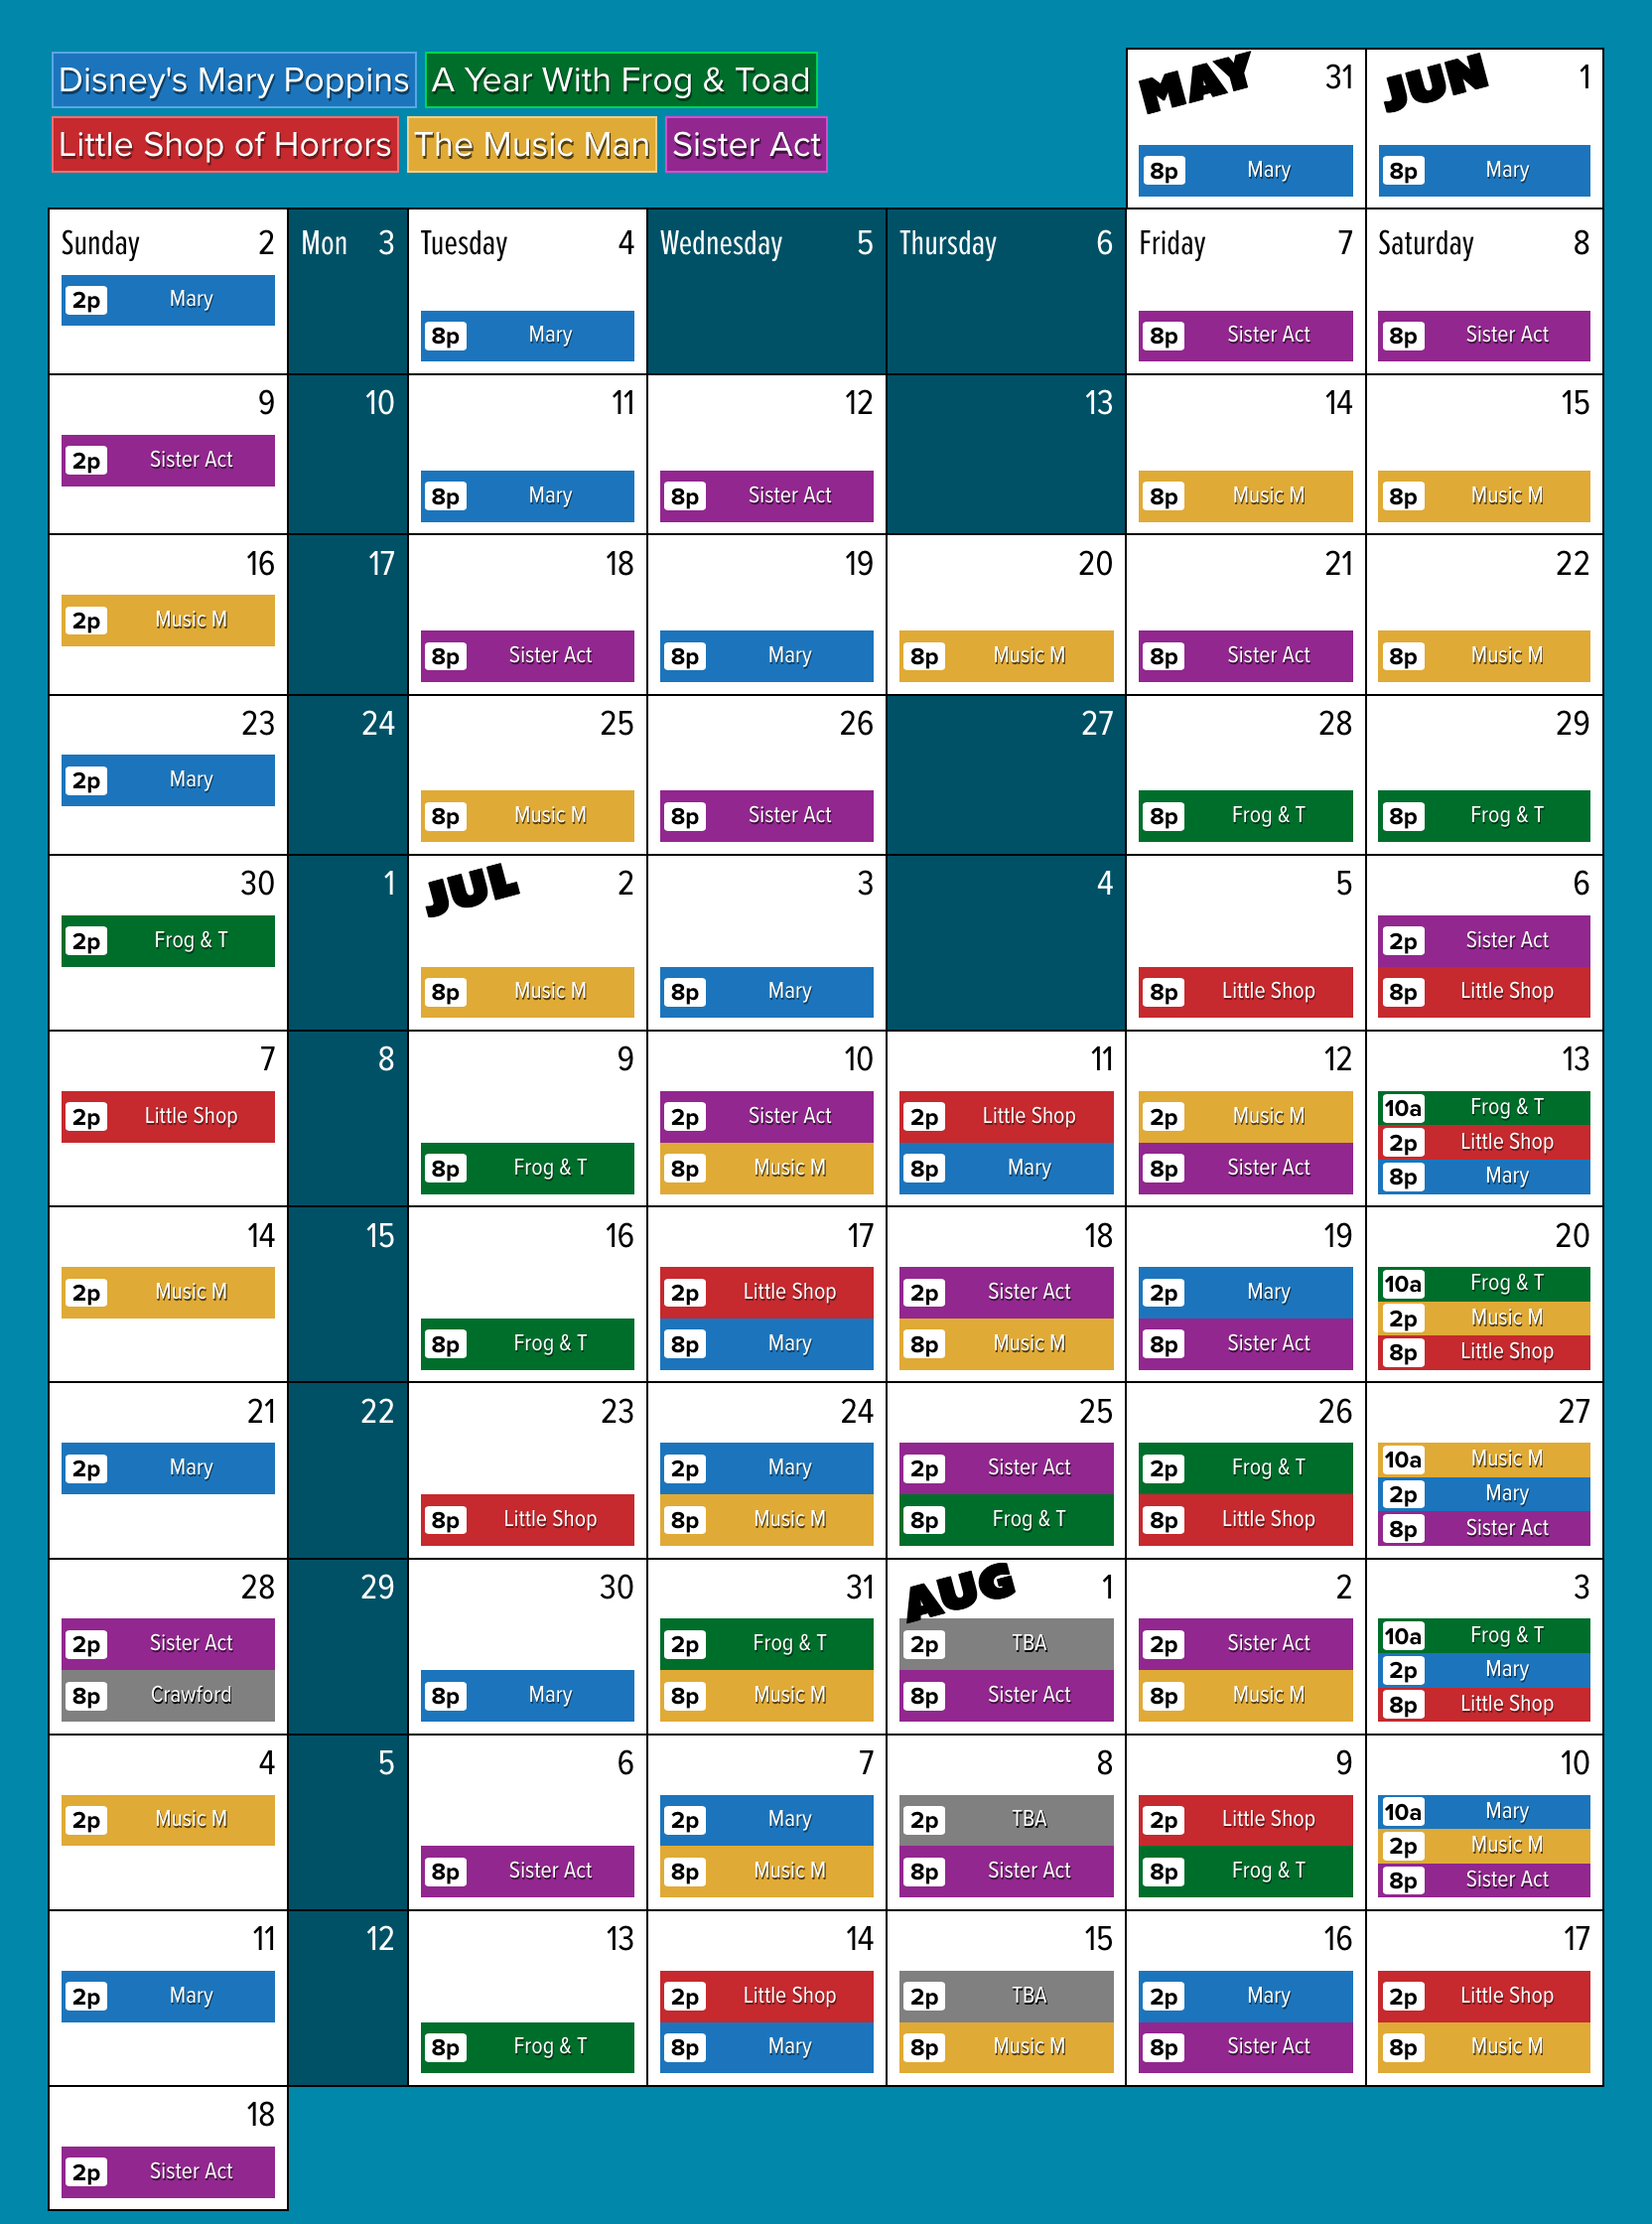 Disney's Mary Poppins A Year With Frog & Toad
Little Shop of Horrors The Music Man Sister Act
MAY 31 JUN 1
8p Mary 8p Mary
Sunday 2 Mon 3 Tuesday 4 Wednesday 5 Thursday 6 Friday 7 Saturday 8
2p Mary
8p Mary 8p Sister Act 8p Sister Act
9 10 11 12 13 14 15
2p Sister Act
8p Mary 8p Sister Act 8p Music M 8p Music M
16 17 18 19 20 21 22
2p Music M
8p Sister Act 8p Mary 8p Music M 8p Sister Act 8p Music M
23 24 25 26 27 28 29
2p Mary
8p Music M 8p Sister Act 8p Frog & T 8p Frog & T
30 1 JUL 2 3 4 5 6
2p Frog & T 2p Sister Act
8p Music M 8p Mary 8p Little Shop 8p Little Shop
7 8 9 10 11 12 13
2p Little Shop 2p Sister Act 2p Little Shop 2p Music M 10a Frog & T
2p Little Shop
8p Frog & T 8p Music M 8p Mary 8p Sister Act 8p Mary
14 15 16 17 18 19 20
2p Music M 2p Little Shop 2p Sister Act 2p Mary 10a Frog & T
2p Music M
8p Frog & T 8p Mary 8p Music M 8p Sister Act 8p Little Shop
21 22 23 24 25 26 27
2p Mary 2p Mary 2p Sister Act 2p Frog & T 10a Music M
2p Mary
8p Little Shop 8p Music M 8p Frog & T 8p Little Shop 8p Sister Act
28 29 30 31 AUG 1 2 3
2p Sister Act 2p Frog & T 2p TBA 2p Sister Act 10a Frog & T
2p Mary
8p Crawford 8p Mary 8p Music M 8p Sister Act 8p Music M 8p Little Shop
4 5 6 7 8 9 10
2p Music M 2p Mary 2p TBA 2p Little Shop 10a Mary
2p Music M
8p Sister Act 8p Music M 8p Sister Act 8p Frog & T 8p Sister Act
11 12 13 14 15 16 17
2p Mary 2p Little Shop 2p TBA 2p Mary 2p Little Shop
8p Frog & T 8p Mary 8p Music M 8p Sister Act 8p Music M
18
2p Sister Act